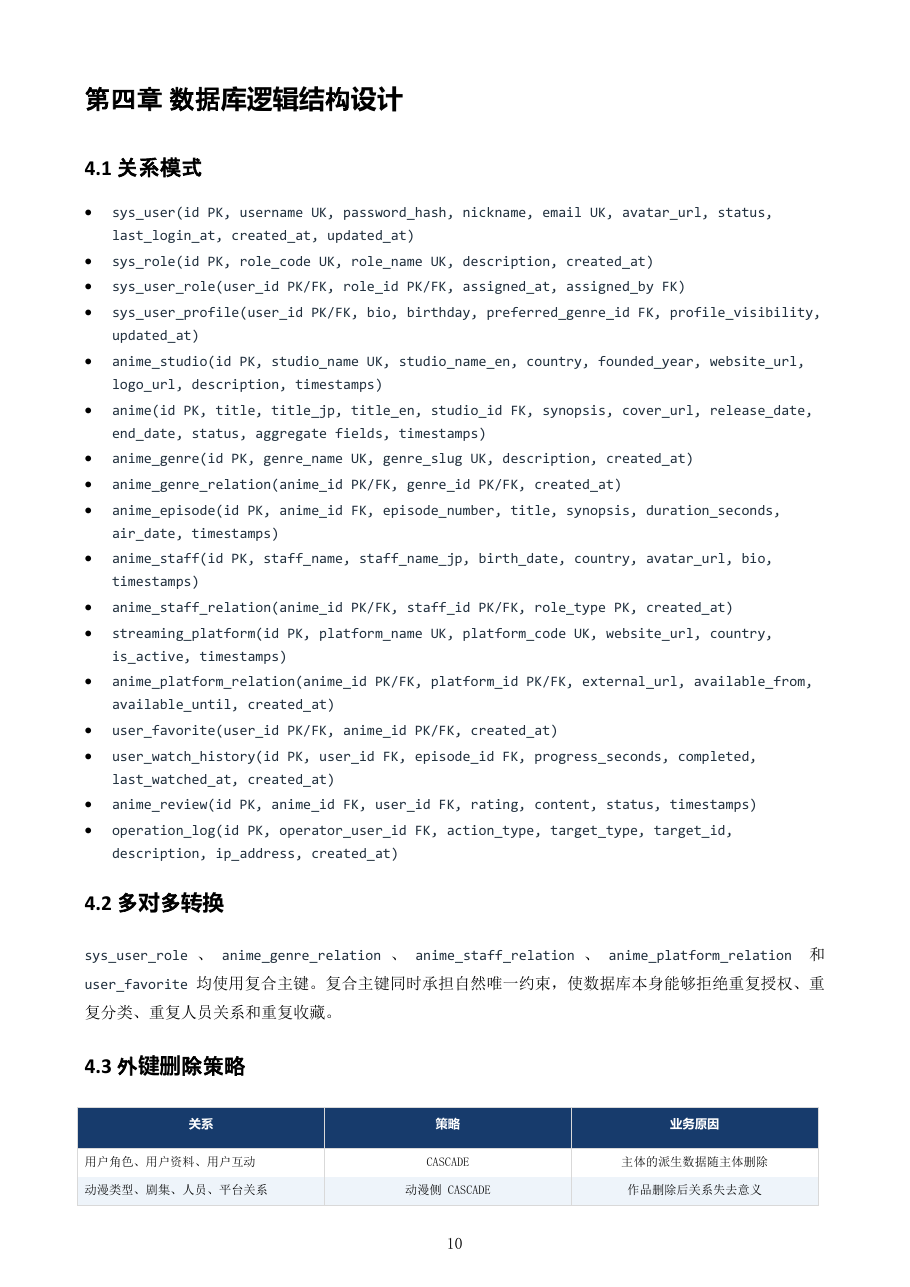 第四章 数据库逻辑结构设计
4.1 关系模式
• sys_user(id PK, username UK, password_hash, nickname, email UK, avatar_url, status,
last_login_at, created_at, updated_at)
• sys_role(id PK, role_code UK, role_name UK, description, created_at)
• sys_user_role(user_id PK/FK, role_id PK/FK, assigned_at, assigned_by FK)
• sys_user_profile(user_id PK/FK, bio, birthday, preferred_genre_id FK, profile_visibility,
updated_at)
• anime_studio(id PK, studio_name UK, studio_name_en, country, founded_year, website_url,
logo_url, description, timestamps)
• anime(id PK, title, title_jp, title_en, studio_id FK, synopsis, cover_url, release_date,
end_date, status, aggregate fields, timestamps)
• anime_genre(id PK, genre_name UK, genre_slug UK, description, created_at)
• anime_genre_relation(anime_id PK/FK, genre_id PK/FK, created_at)
• anime_episode(id PK, anime_id FK, episode_number, title, synopsis, duration_seconds,
air_date, timestamps)
• anime_staff(id PK, staff_name, staff_name_jp, birth_date, country, avatar_url, bio,
timestamps)
• anime_staff_relation(anime_id PK/FK, staff_id PK/FK, role_type PK, created_at)
• streaming_platform(id PK, platform_name UK, platform_code UK, website_url, country,
is_active, timestamps)
• anime_platform_relation(anime_id PK/FK, platform_id PK/FK, external_url, available_from,
available_until, created_at)
• user_favorite(user_id PK/FK, anime_id PK/FK, created_at)
• user_watch_history(id PK, user_id FK, episode_id FK, progress_seconds, completed,
last_watched_at, created_at)
• anime_review(id PK, anime_id FK, user_id FK, rating, content, status, timestamps)
• operation_log(id PK, operator_user_id FK, action_type, target_type, target_id,
description, ip_address, created_at)
4.2 多对多转换
sys_user_role 、 anime_genre_relation 、 anime_staff_relation 、 anime_platform_relation 和
user_favorite 均使用复合主键。复合主键同时承担自然唯一约束，使数据库本身能够拒绝重复授权、重
复分类、重复人员关系和重复收藏。
4.3 外键删除策略
关系 策略 业务原因
用户角色、用户资料、用户互动 CASCADE 主体的派生数据随主体删除
动漫类型、剧集、人员、平台关系 动漫侧 CASCADE 作品删除后关系失去意义
10